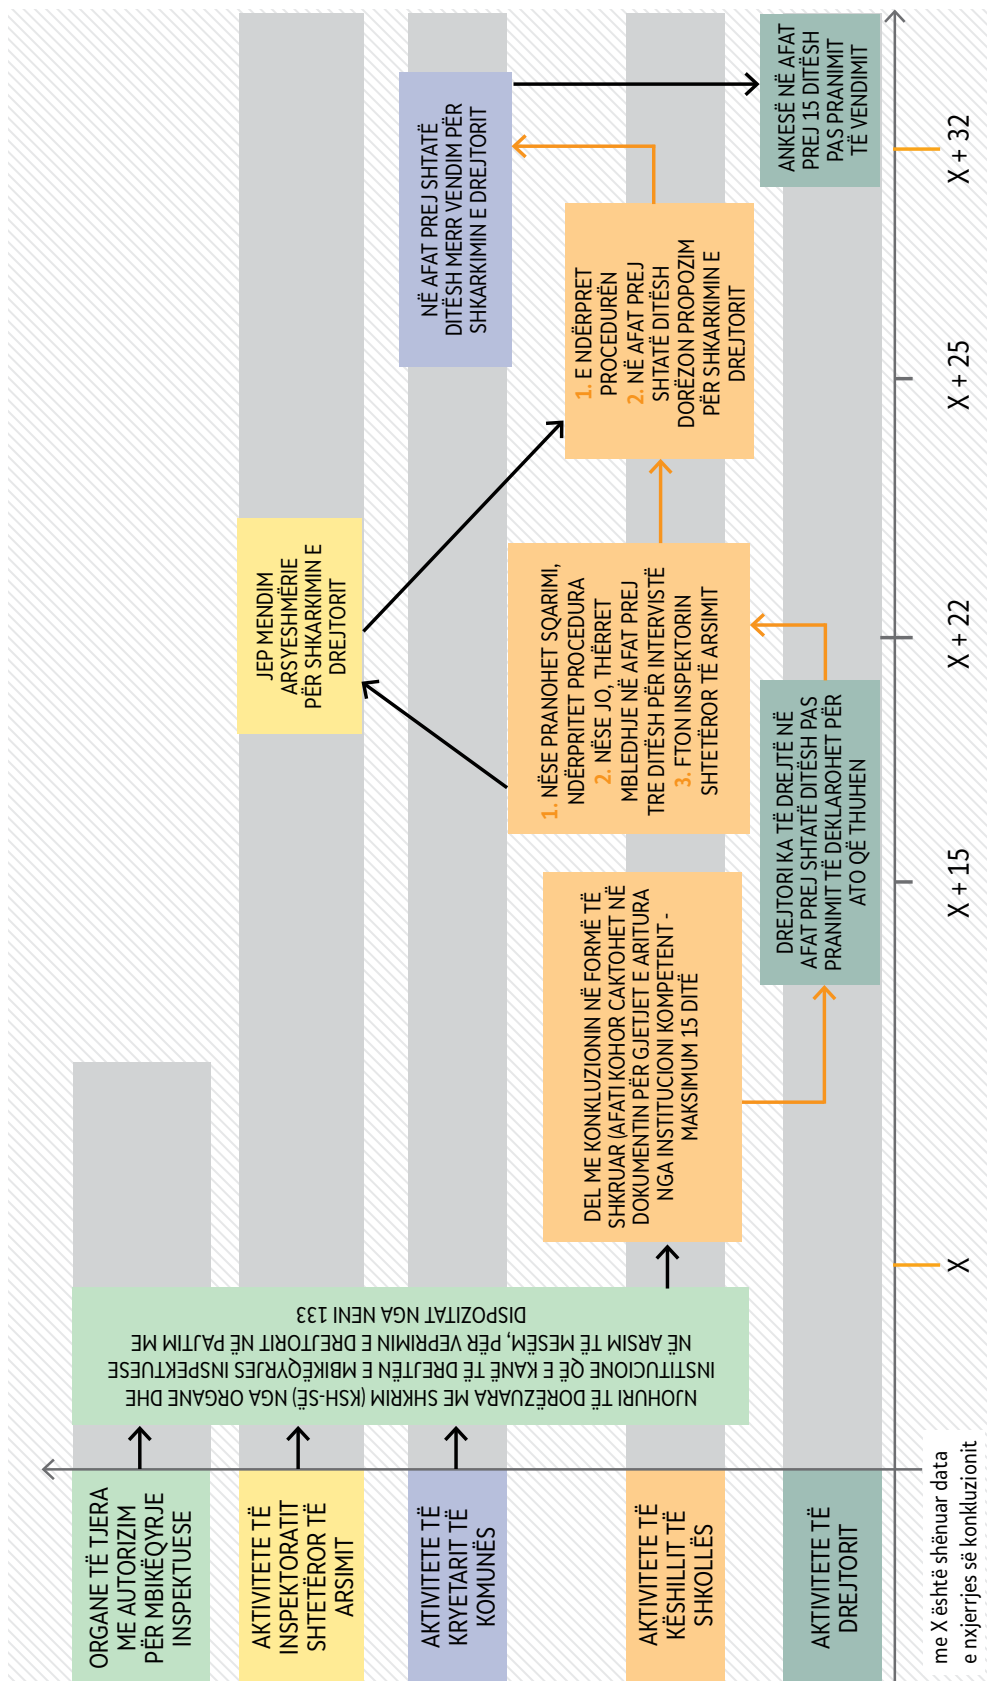 ORGANE TË TJERA
ME AUTORIZIM
PËR MBIKËQYRJE
INSPEKTUESE
AKTIVITETE TË
INSPEKTORATIT
SHTETËROR TË
ARSIMIT
AKTIVITETE TË
KRYETARIT TË
KOMUNËS
AKTIVITETE TË
KËSHILLIT TË
SHKOLLËS
AKTIVITETE TË
DREJTORIT
NJOHURI TË DORËZUARA ME SHKRIM (KSH-SË) NGA ORGANE DHE
INSTITUCIONE QË E KANË TË DREJTËN E MBIKËQYRJES INSPEKTUESE
NË ARSIM TË MESËM, PËR VEPRIMIN E DREJTORIT NË PAJTIM ME
DISPOZITAT NGA NENI 133
DEL ME KONKLUZIONIN NË FORMË TË
SHKRUAR (AFATI KOHOR CAKTOHET NË
DOKUMENTIN PËR GJETJET E ARITURA
NGA INSTITUCIONI KOMPETENT -
MAKSIMUM 15 DITË
DREJTORI KA TË DREJTË NË
AFAT PREJ SHTATË DITËSH PAS
PRANIMIT TË DEKLAROHET PËR
ATO QË THUHEN
1. NËSE PRANOHET SQARIMI,
NDËRPRITET PROCEDURA
2. NËSE JO, THËRRET
MBLEDHJE NË AFAT PREJ
TRE DITËSH PËR INTERVISTË
3. FTON INSPEKTORIN
SHTETËROR TË ARSIMIT
JEP MENDIM
ARSYESHMËRIE
PËR SHKARKIMIN E
DREJTORIT
1. E NDËRPRET
PROCEDURËN
2. NË AFAT PREJ
SHTATË DITËSH
DORËZON PROPOZIM
PËR SHKARKIMIN E
DREJTORIT
NË AFAT PREJ SHTATË
DITËSH MERR VENDIM PËR
SHKARKIMIN E DREJTORIT
ANKESË NË AFAT
PREJ 15 DITËSH
PAS PRANIMIT
TË VENDIMIT
X
X + 15
X + 22
X + 25
X + 32
me X është shënuar data
e nxjerrjes së konkluzionit